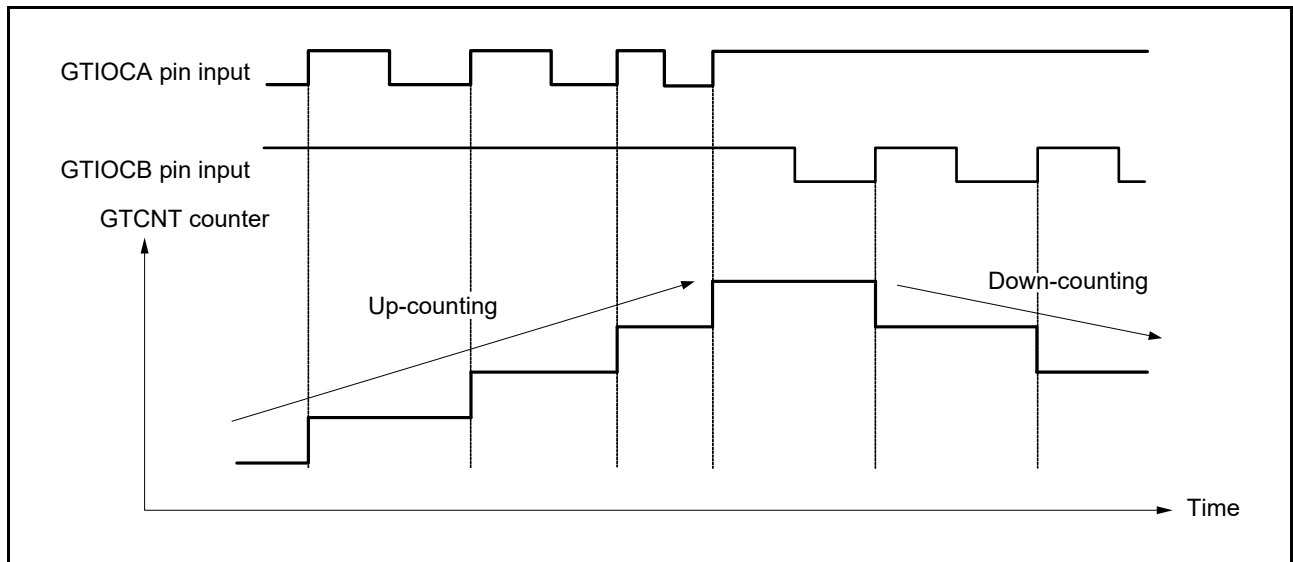 GTIOCA pin input
GTIOCB pin input
GTCNT counter
Up-counting
Down-counting
Time